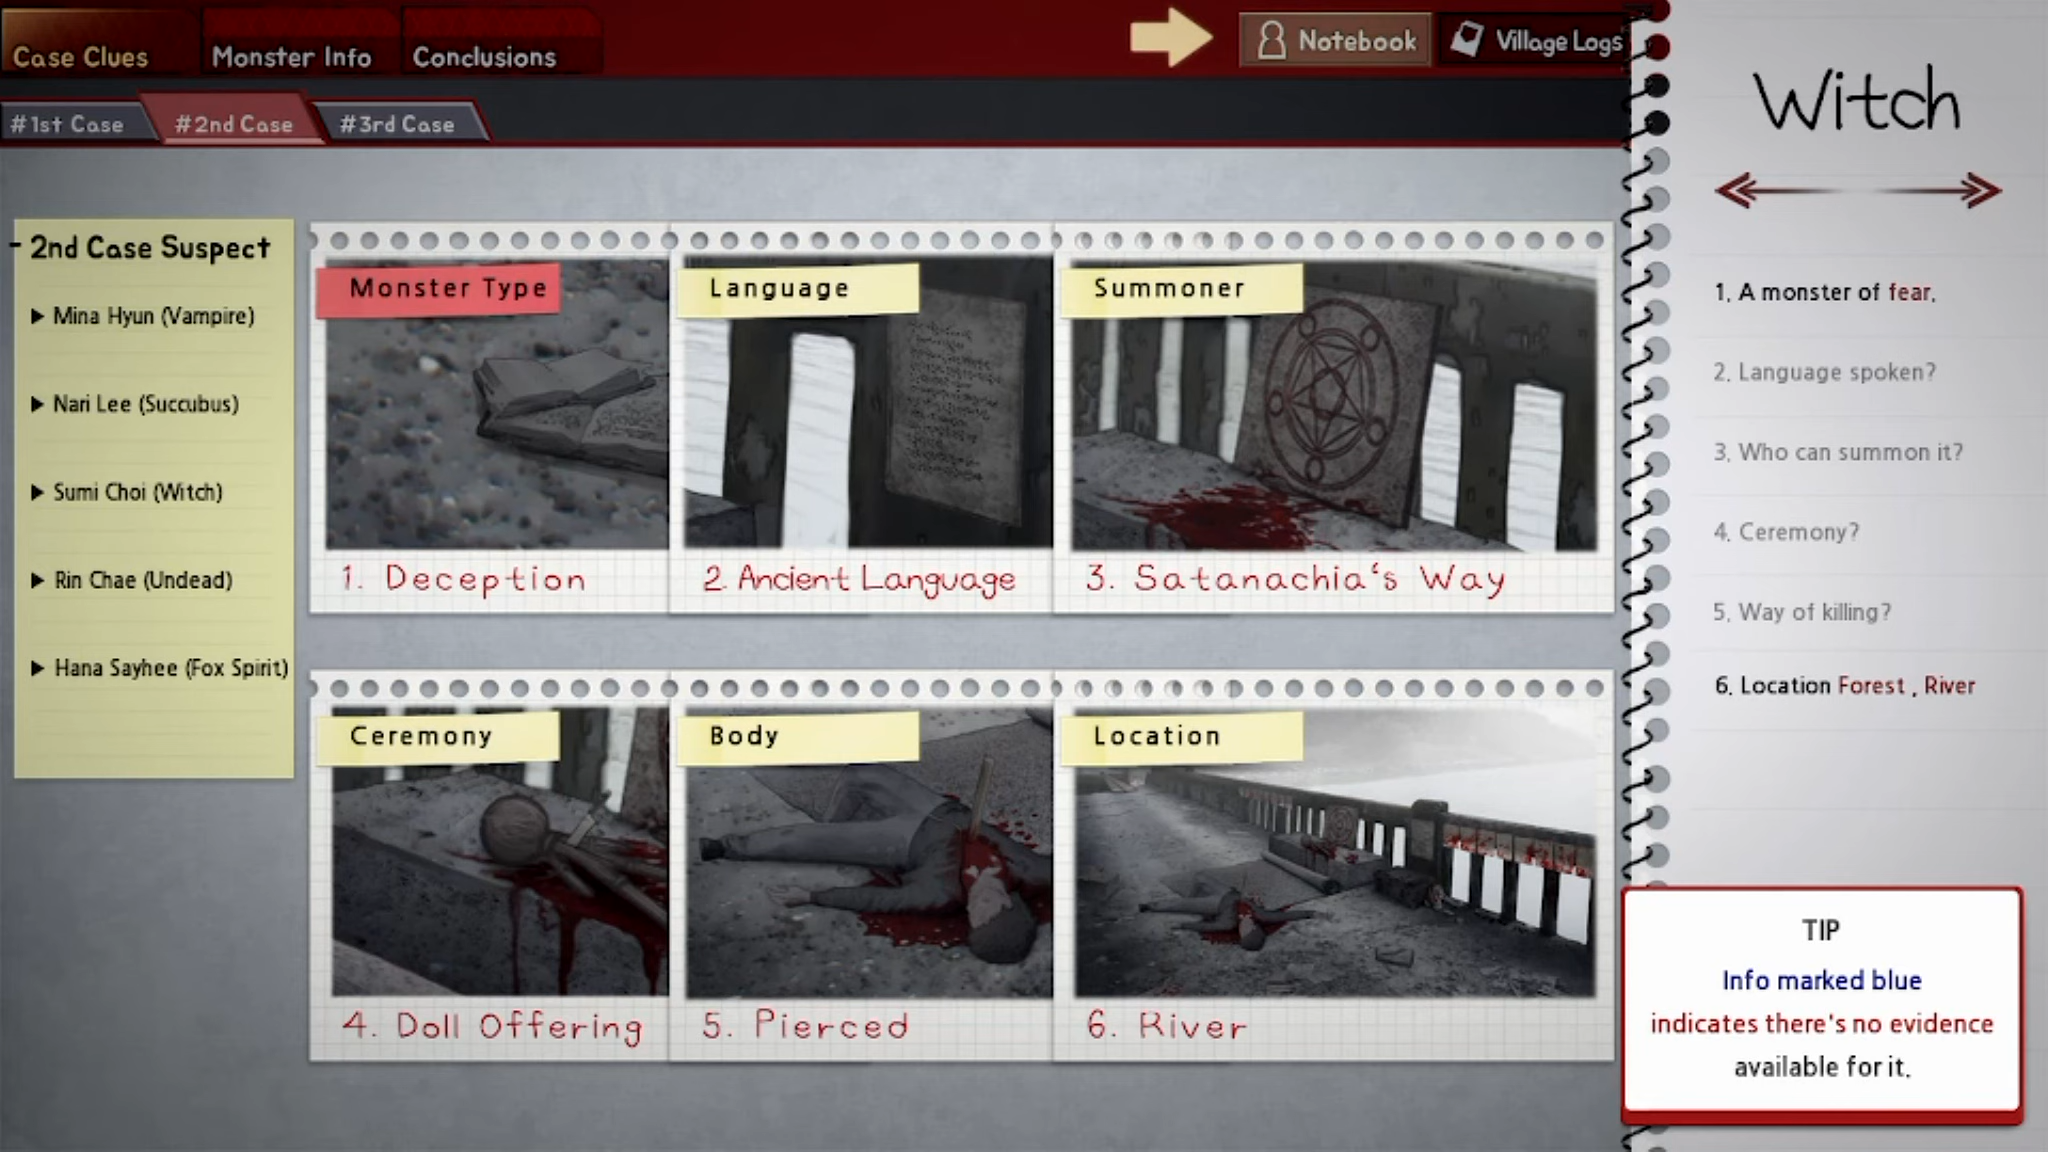 Case Clues
Monster Info
Conclusions
Notebook
Village Logs
#1st Case
#2nd Case
#3rd Case
- 2nd Case Suspect
▶ Mina Hyun (Vampire)
▶ Nari Lee (Succubus)
▶ Sumi Choi (Witch)
▶ Rin Chae (Undead)
▶ Hana Sayhee (Fox Spirit)
Monster Type
1. Deception
Language
2. Ancient Language
Summoner
3. Satanachia's Way
Ceremony
4. Doll Offering
Body
5. Pierced
Location
6. River
Witch
1. A monster of fear.
2. Language spoken?
3. Who can summon it?
4. Ceremony?
5. Way of killing?
6. Location Forest , River
TIP
Info marked blue
indicates there's no evidence
available for it.